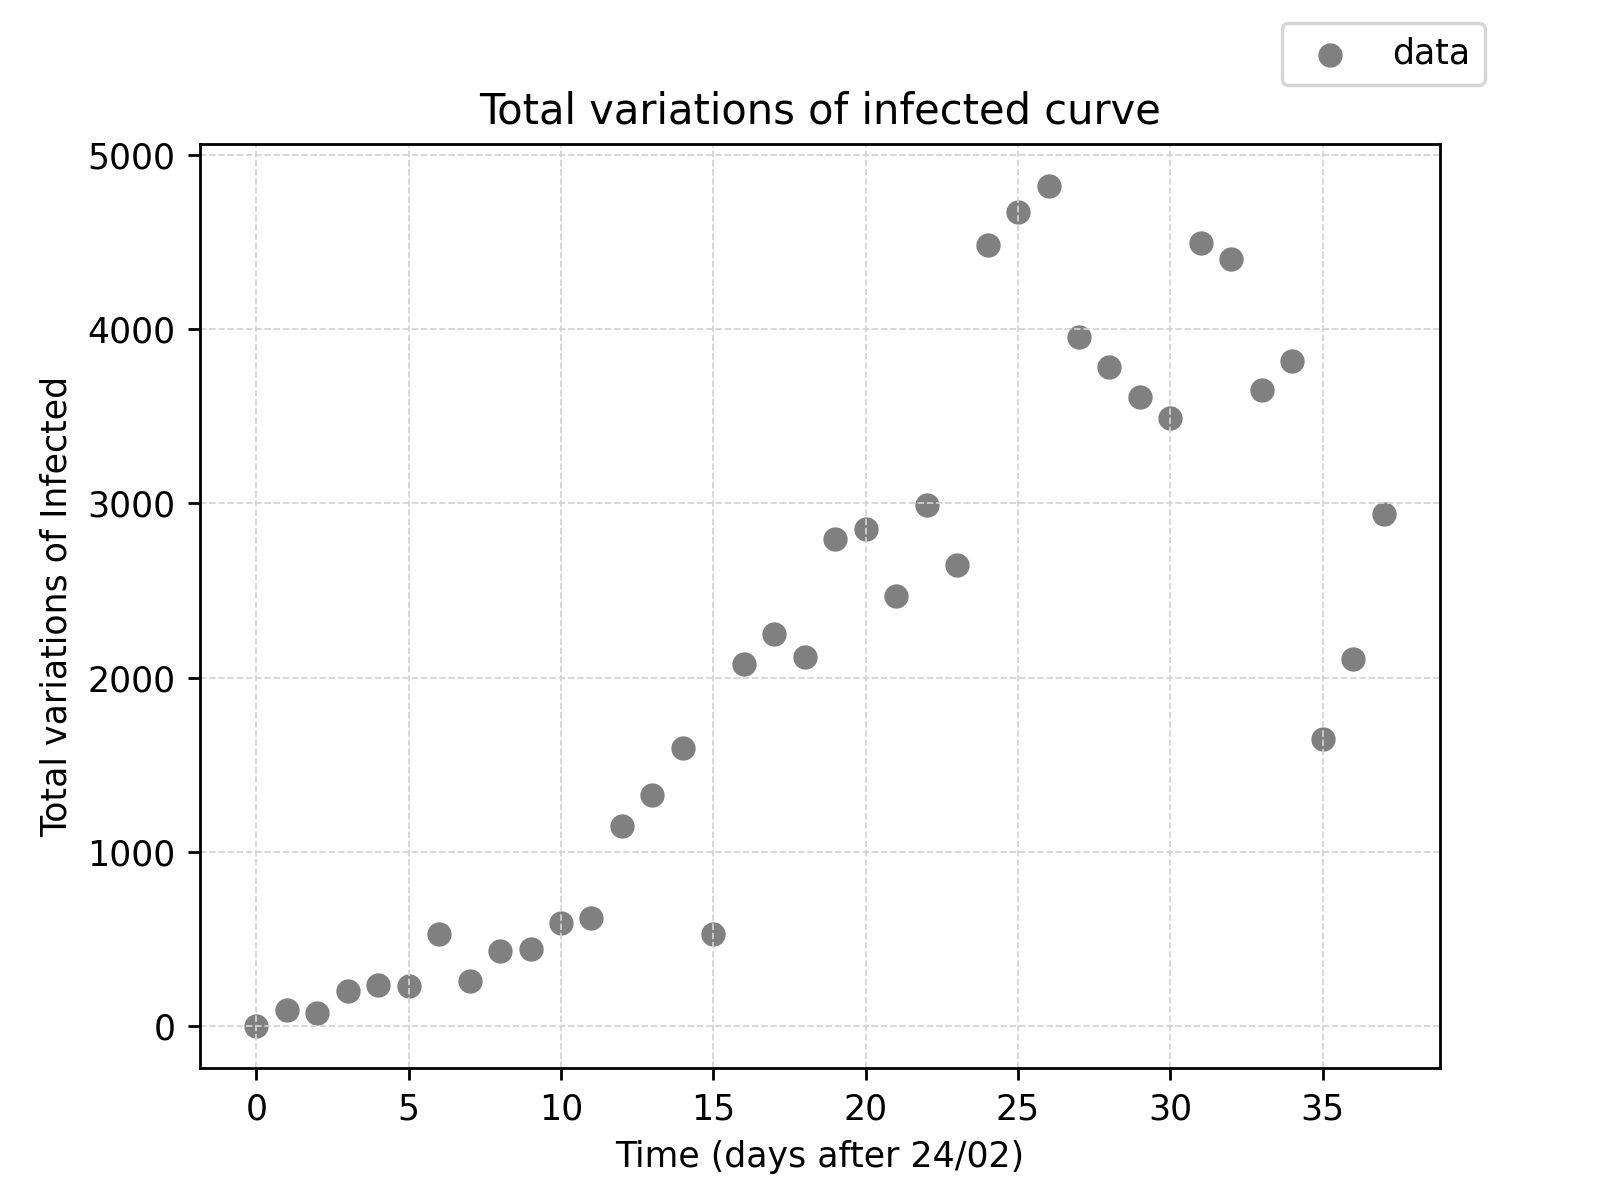 data
Total variations of infected curve
5000
4000
3000
2000
1000
0
Total variations of Infected
0 5 10 15 20 25 30 35
Time (days after 24/02)